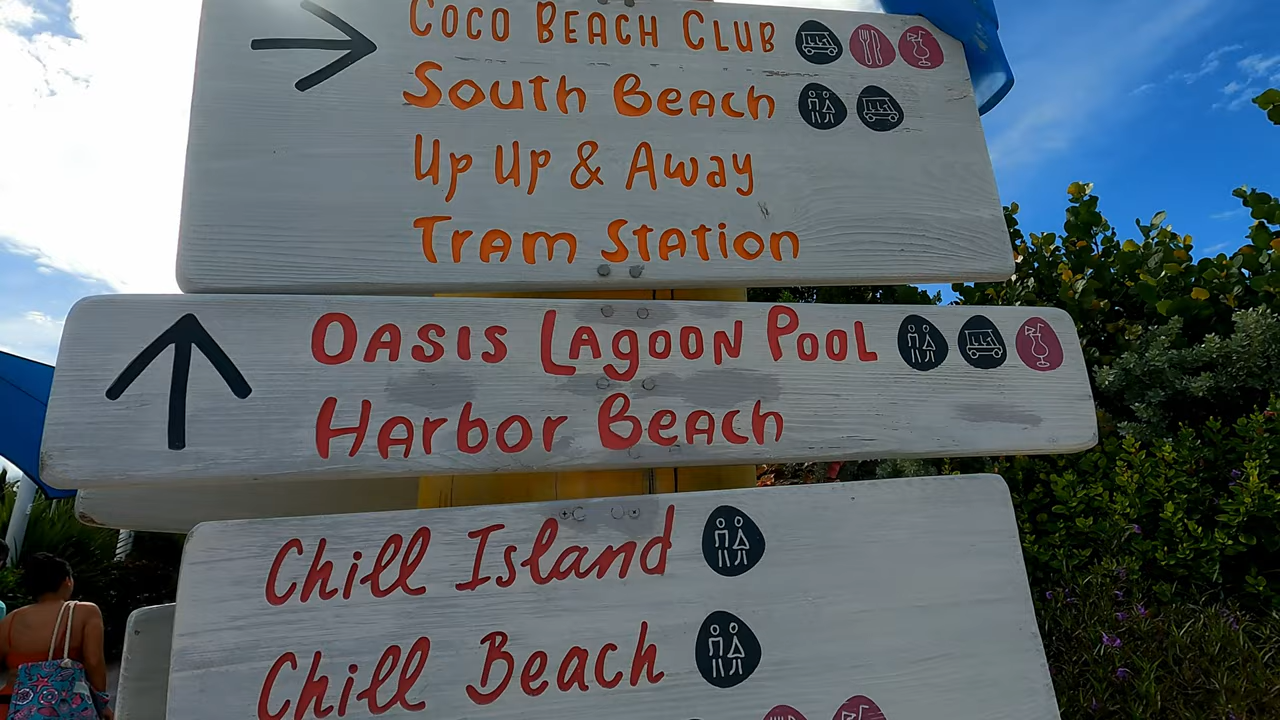 Coco Beach Club
South Beach
Up Up & Away
Tram Station
Oasis Lagoon Pool
Harbor Beach
Chill Island
Chill Beach